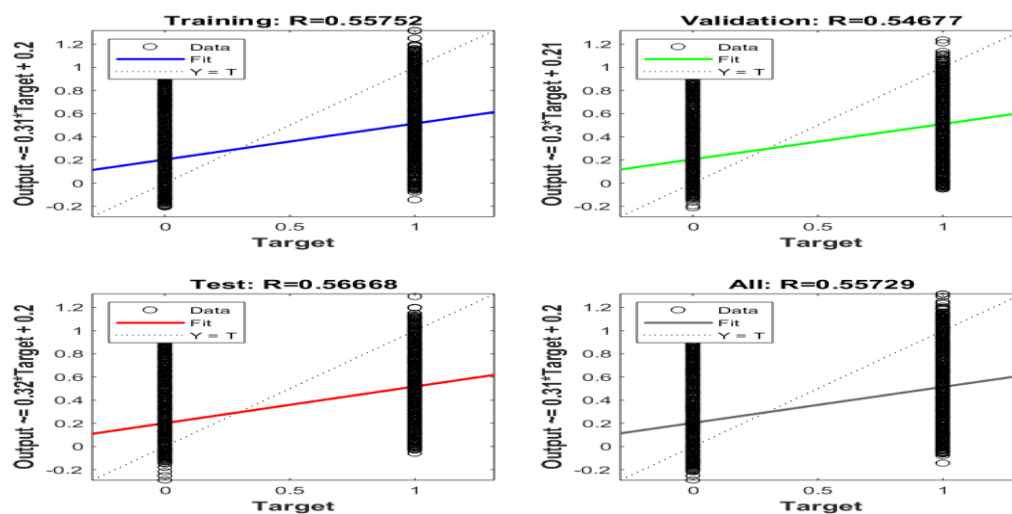 Training: R=0.55752
Output ~= 0.31*Target + 0.2
1.2
1
0.8
0.6
0.4
0.2
0
-0.2
Data
Fit
Y = T
0
0.5
1
Target
Validation: R=0.54677
Output ~= 0.3*Target + 0.21
1.2
1
0.8
0.6
0.4
0.2
0
-0.2
Data
Fit
Y = T
0
0.5
1
Target
Test: R=0.56668
Output ~= 0.32*Target + 0.2
1.2
1
0.8
0.6
0.4
0.2
0
-0.2
Data
Fit
Y = T
0
0.5
1
Target
All: R=0.55729
Output ~= 0.31*Target + 0.2
1.2
1
0.8
0.6
0.4
0.2
0
-0.2
Data
Fit
Y = T
0
0.5
1
Target